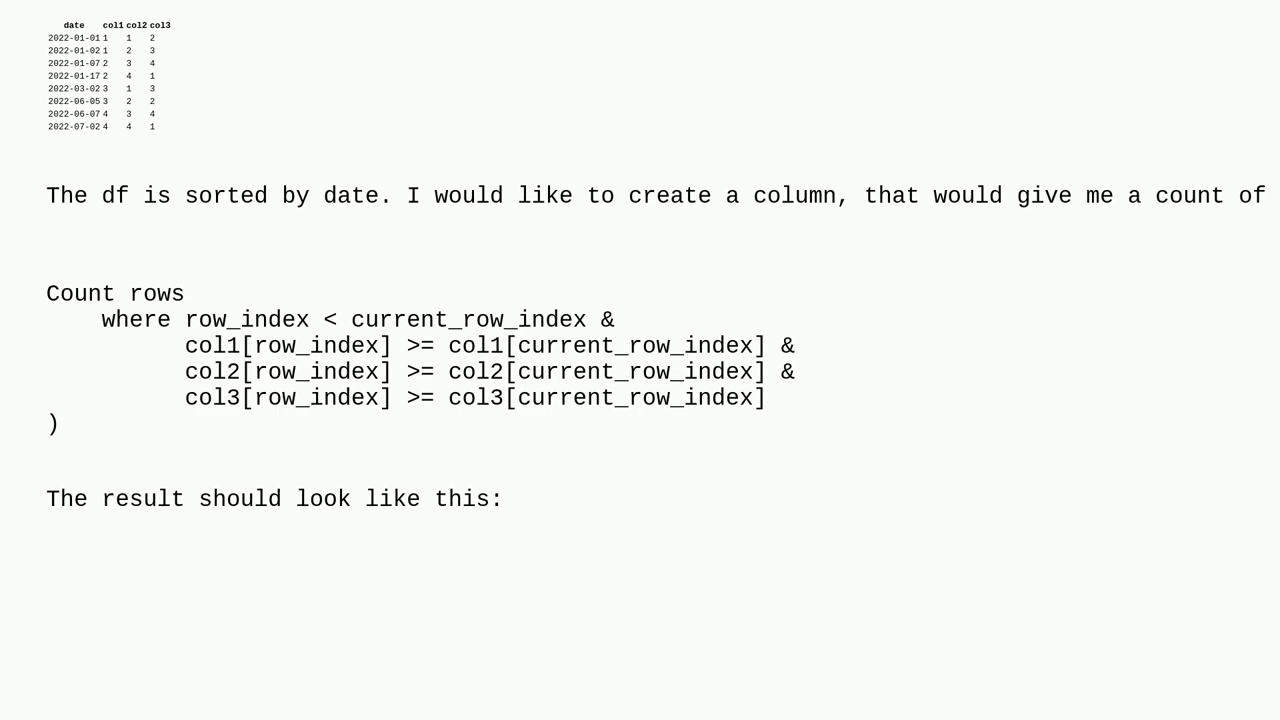 date col1 col2 col3
2022-01-01 1 1 2
2022-01-02 1 2 3
2022-01-07 2 3 4
2022-01-17 2 4 1
2022-03-02 3 1 3
2022-06-05 3 2 2
2022-06-07 4 3 4
2022-07-02 4 4 1
The df is sorted by date. I would like to create a column, that would give me a count of
Count rows
    where row_index < current_row_index &
          col1[row_index] >= col1[current_row_index] &
          col2[row_index] >= col2[current_row_index] &
          col3[row_index] >= col3[current_row_index]
)
The result should look like this: